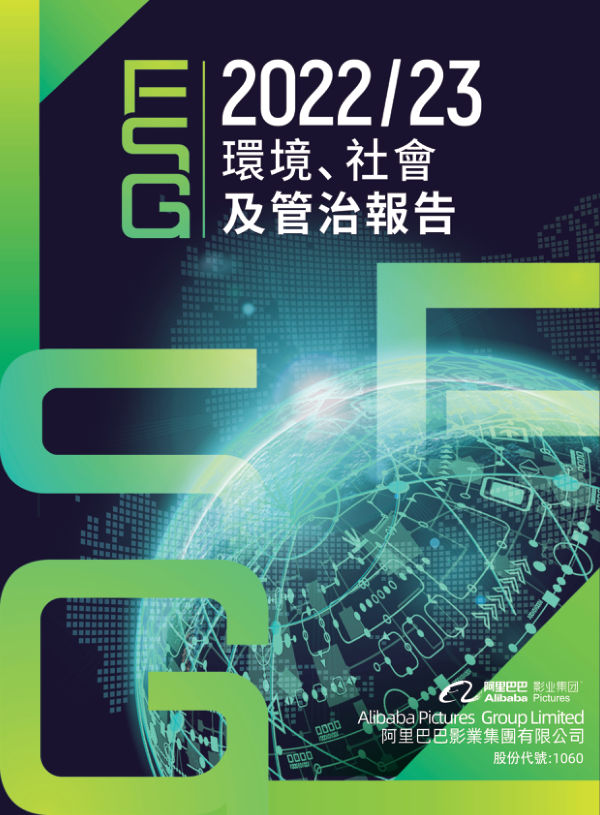 ESG
2022/23
環境、社會
及管治報告
阿里巴巴 影业集团
Alibaba Pictures
Alibaba Pictures Group Limited
阿里巴巴影業集團有限公司
股份代號:1060